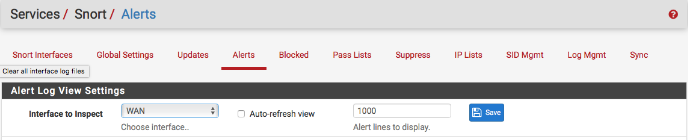 Services / Snort / Alerts
Snort Interfaces Global Settings Updates Alerts Blocked Pass Lists Suppress IP Lists SID Mgmt Log Mgmt Sync
Clear all interface log files
Alert Log View Settings
Interface to Inspect WAN Auto-refresh view 1000 Save
Choose interface.. Alert lines to display.